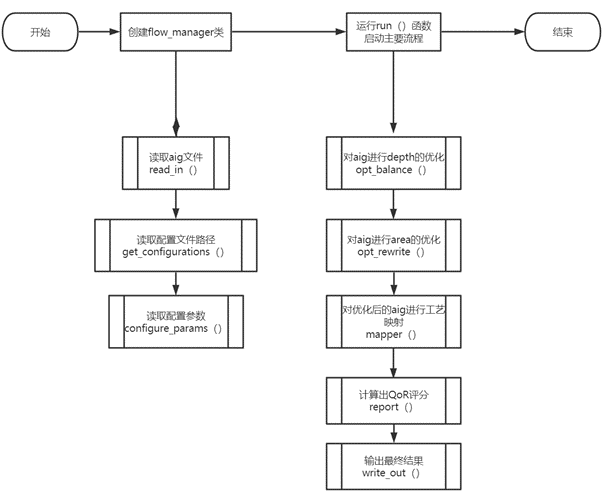 开始
创建flow_manager类
运行run（）函数
启动主要流程
结束
读取aig文件
read_in（）
读取配置文件路径
get_configurations（）
读取配置参数
configure_params（）
对aig进行depth的优化
opt_balance（）
对aig进行area的优化
opt_rewrite（）
对优化后的aig进行工艺
映射
mapper（）
计算出QoR评分
report（）
输出最终结果
write_out（）